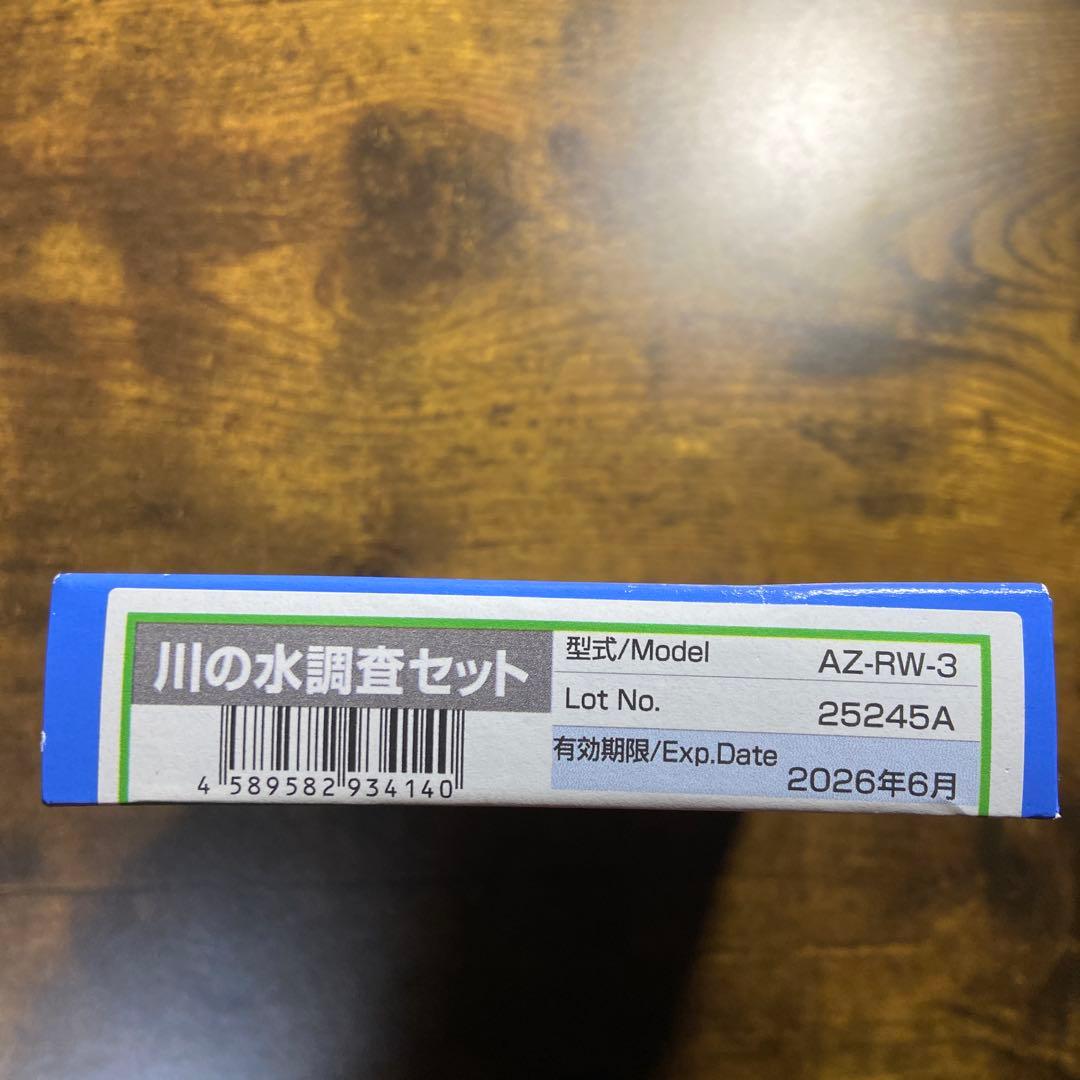 川の水調査セット
4 589582 934140
型式/Model AZ-RW-3
Lot No. 25245A
有効期限/Exp.Date 2026年6月